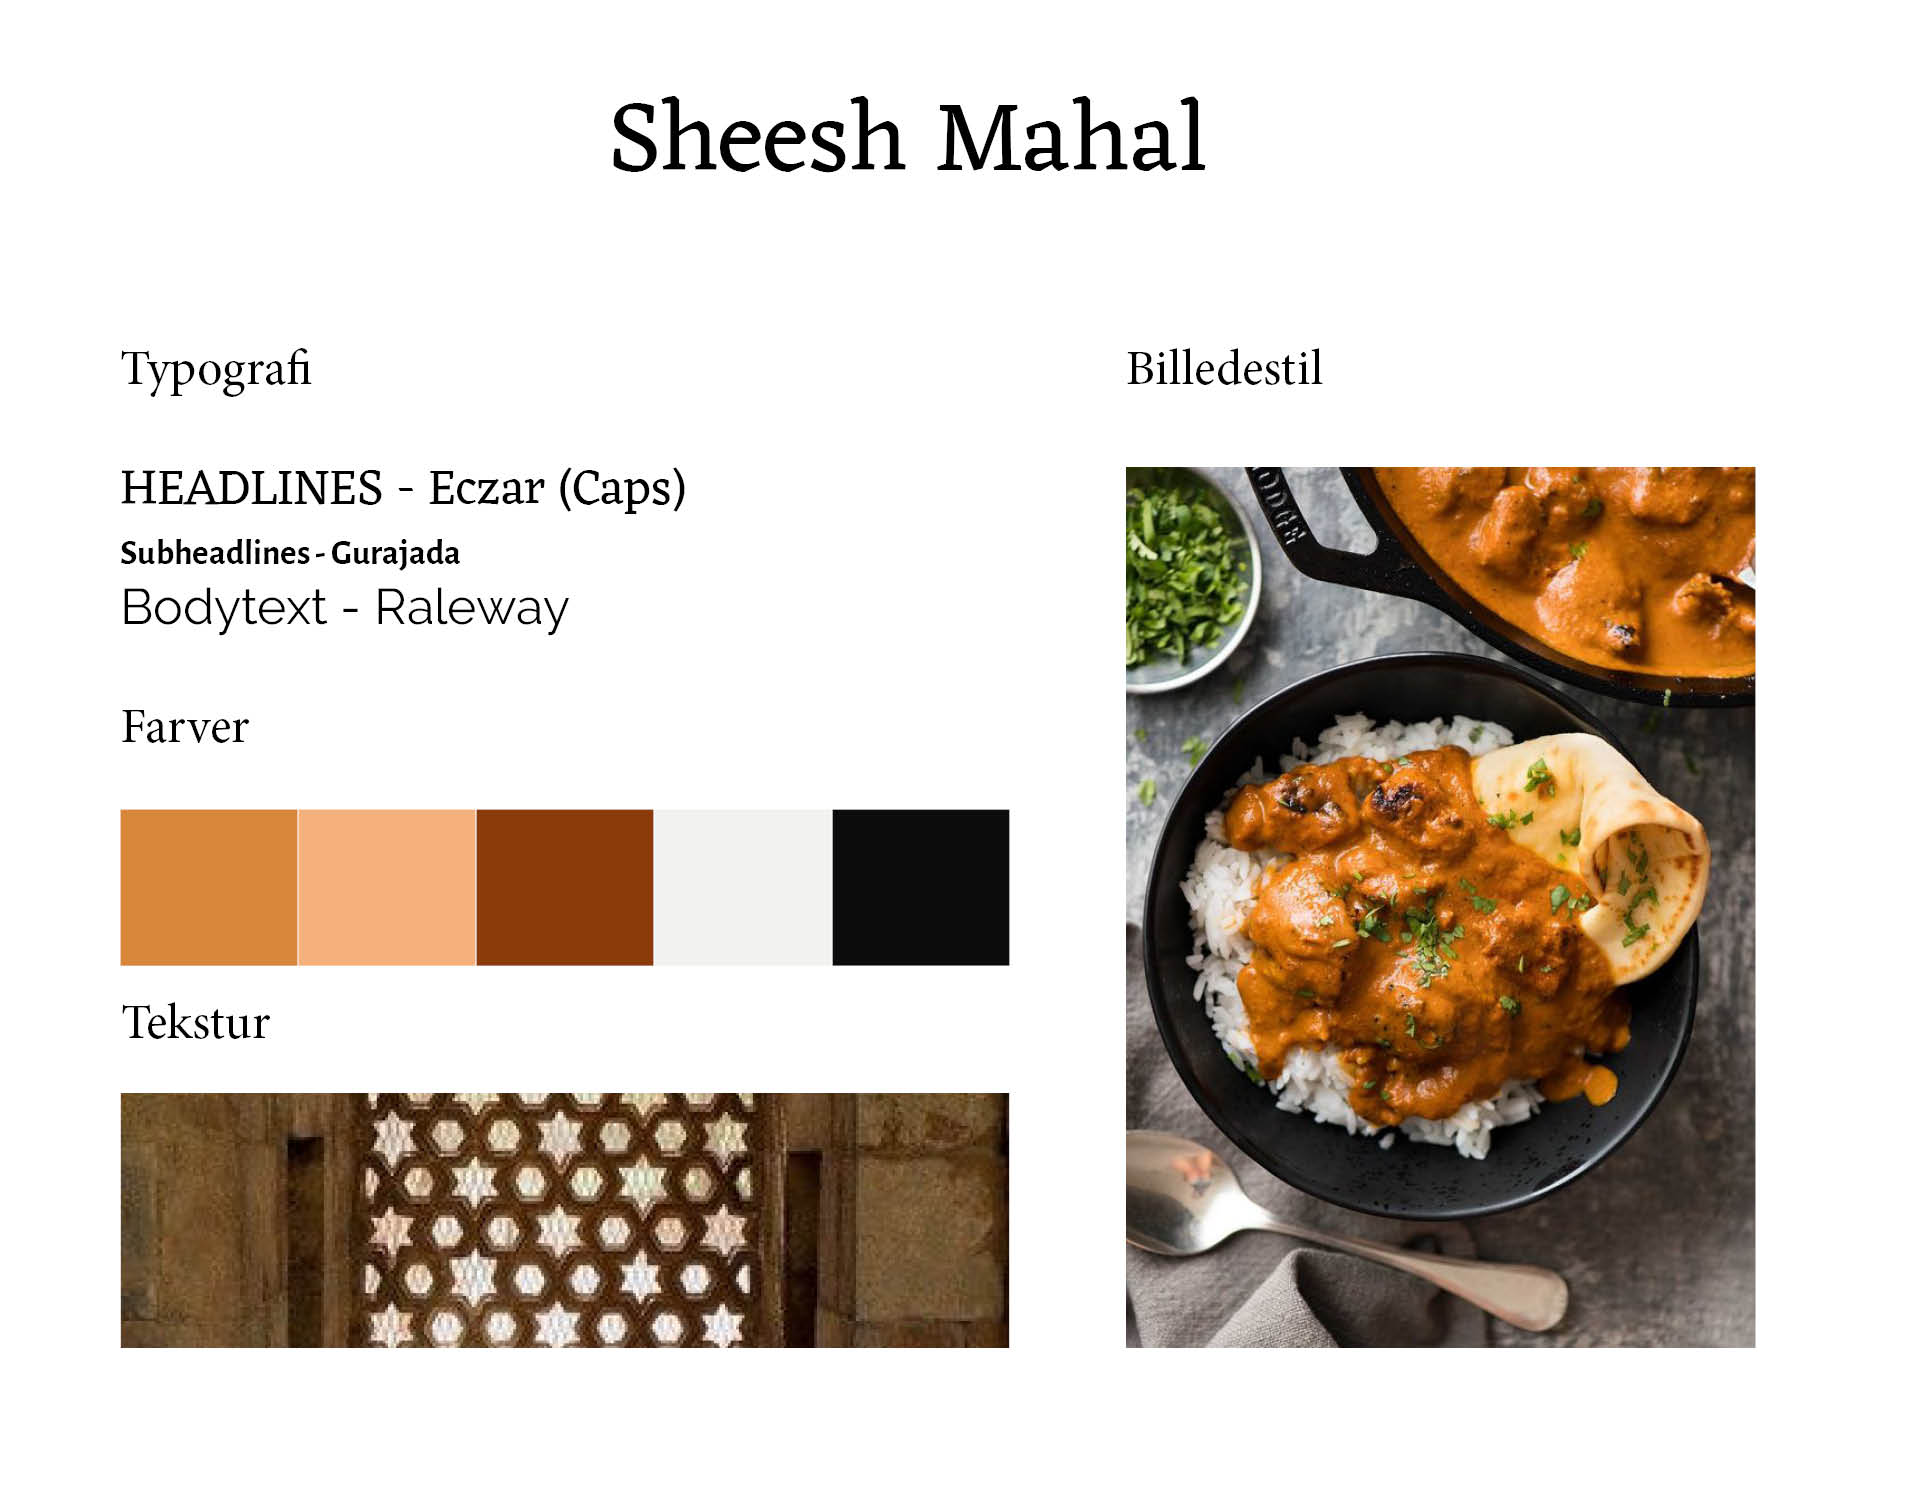 Sheesh Mahal
Typografi
HEADLINES - Eczar (Caps)
Subheadlines - Gurajada
Bodytext - Raleway
Farver
Tekstur
Billedestil